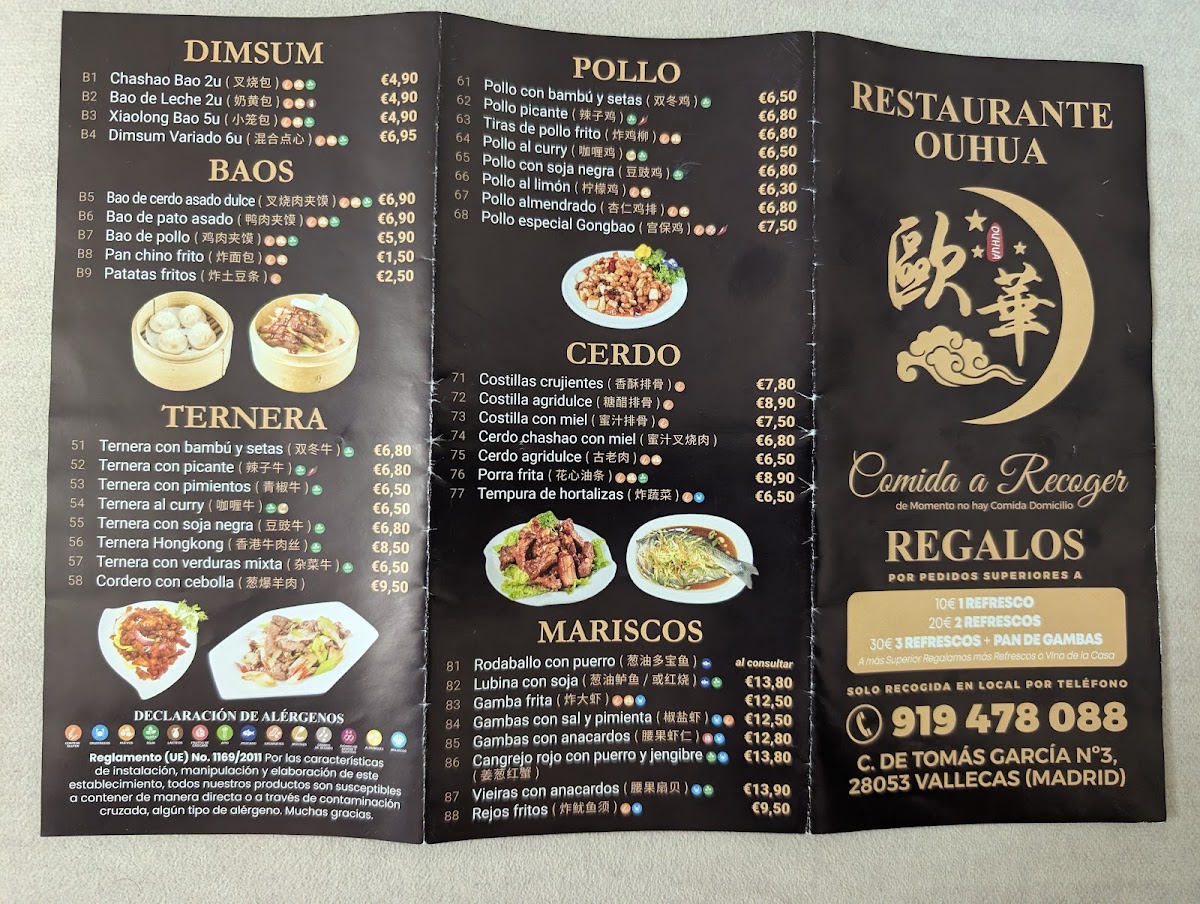 DIMSUM
B1 Chashao Bao 2u ( 叉烧包 ) €4,90
B2 Bao de Leche 2u ( 奶黄包 ) €4,90
B3 Xiaolong Bao 5u ( 小笼包 ) €4,90
B4 Dimsum Variado 6u ( 混合点心 ) €6,95
BAOS
B5 Bao de cerdo asado dulce ( 叉烧肉夹馍 ) €6,90
B6 Bao de pato asado ( 鸭肉夹馍 ) €6,90
B7 Bao de pollo ( 鸡肉夹馍 ) €5,90
B8 Pan chino frito ( 炸面包 ) €1,50
B9 Patatas fritos ( 炸土豆条 ) €2,50
TERNERA
51 Ternera con bambú y setas ( 双冬牛 ) €6,80
52 Ternera con picante ( 辣子牛 ) €6,80
53 Ternera con pimientos ( 青椒牛 ) €6,50
54 Ternera al curry ( 咖喱牛 ) €6,50
55 Ternera con soja negra ( 豆豉牛 ) €6,80
56 Ternera Hongkong ( 香港牛肉丝 ) €8,50
57 Ternera con verduras mixta ( 杂菜牛 ) €6,50
58 Cordero con cebolla ( 葱爆羊肉 ) €9,50
DECLARACIÓN DE ALÉRGENOS
Reglamento (UE) No. 1169/2011 Por las características
de instalación, manipulación y elaboración de este
establecimiento, todos nuestros productos son susceptibles
a contener de manera directa o a través de contaminación
cruzada, algún tipo de alérgeno. Muchas gracias.
POLLO
61 Pollo con bambú y setas ( 双冬鸡 ) €6,50
62 Pollo picante ( 辣子鸡 ) €6,80
63 Tiras de pollo frito ( 炸鸡柳 ) €6,80
64 Pollo al curry ( 咖喱鸡 ) €6,50
65 Pollo con soja negra ( 豆豉鸡 ) €6,80
66 Pollo al limón ( 柠檬鸡 ) €6,30
67 Pollo almendrado ( 杏仁鸡排 ) €6,80
68 Pollo especial Gongbao ( 宫保鸡 ) €7,50
CERDO
71 Costillas crujientes ( 香酥排骨 ) €7,80
72 Costilla agridulce ( 糖醋排骨 ) €8,90
73 Costilla con miel ( 蜜汁排骨 ) €7,50
74 Cerdo chashao con miel ( 蜜汁叉烧肉 ) €6,80
75 Cerdo agridulce ( 古老肉 ) €6,50
76 Porra frita ( 花心油条 ) €8,90
77 Tempura de hortalizas ( 炸蔬菜 ) €6,50
MARISCOS
81 Rodaballo con puerro ( 葱油多宝鱼 ) al consultar
82 Lubina con soja ( 葱油鲈鱼 / 或红烧 ) €13,80
83 Gamba frita ( 炸大虾 ) €12,50
84 Gambas con sal y pimienta ( 椒盐虾 ) €12,50
85 Gambas con anacardos ( 腰果虾仁 ) €12,80
86 Cangrejo rojo con puerro y jengibre €13,80
( 姜葱红蟹 )
87 Vieiras con anacardos ( 腰果扇贝 ) €13,90
88 Rejos fritos ( 炸鱿鱼须 ) €9,50
RESTAURANTE
OUHUA
歐華
OUHUA
Comida a Recoger
de Momento no hay Comida Domicilio
REGALOS
POR PEDIDOS SUPERIORES A
10€ 1 REFRESCO
20€ 2 REFRESCOS
30€ 3 REFRESCOS + PAN DE GAMBAS
A más Superior Regalamos más Refrescos o Vino de la Casa
SOLO RECOGIDA EN LOCAL POR TELÉFONO
919 478 088
C. DE TOMÁS GARCÍA Nº3,
28053 VALLECAS (MADRID)